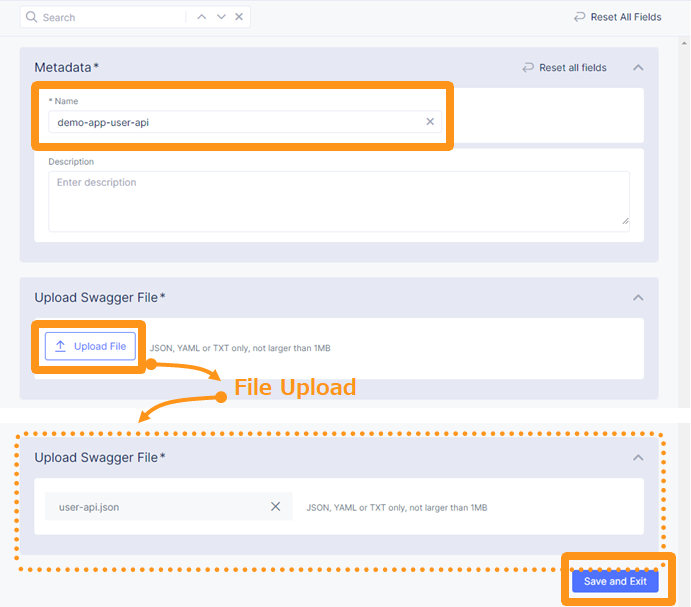 Search
Reset All Fields
Metadata*
Reset all fields
* Name
demo-app-user-api
Description
Enter description
Upload Swagger File*
Upload File
JSON, YAML or TXT only, not larger than 1MB
File Upload
Upload Swagger File*
user-api.json
JSON, YAML or TXT only, not larger than 1MB
Save and Exit